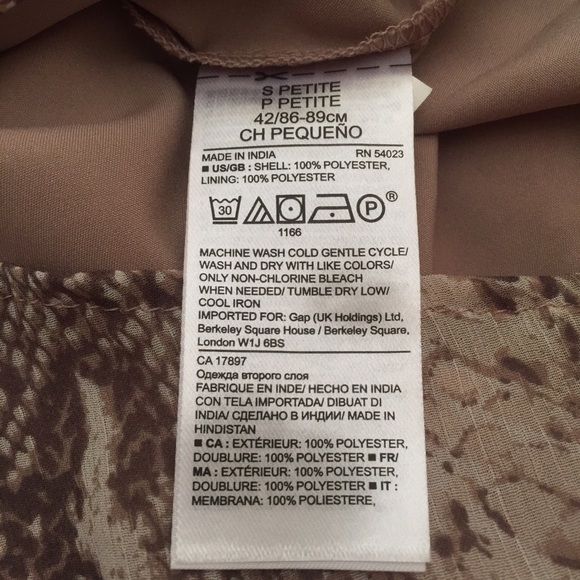 S PETITE
P PETITE
42/86-89CM
CH PEQUEÑO
MADE IN INDIA RN 54023
■ US/GB : SHELL: 100% POLYESTER,
LINING: 100% POLYESTER
30 P ®
1166
MACHINE WASH COLD GENTLE CYCLE/
WASH AND DRY WITH LIKE COLORS/
ONLY NON-CHLORINE BLEACH
WHEN NEEDED/ TUMBLE DRY LOW/
COOL IRON
IMPORTED FOR: Gap (UK Holdings) Ltd,
Berkeley Square House / Berkeley Square,
London W1J 6BS
CA 17897
Одежда второго слоя
FABRIQUE EN INDE/ HECHO EN INDIA
CON TELA IMPORTADA/ DIBUAT DI
INDIA/ СДЕЛАНО В ИНДИИ/ MADE IN
HINDISTAN
■ CA : EXTÉRIEUR: 100% POLYESTER,
DOUBLURE: 100% POLYESTER ■ FR/
MA : EXTÉRIEUR: 100% POLYESTER,
DOUBLURE: 100% POLYESTER ■ IT :
MEMBRANA: 100% POLIESTERE,